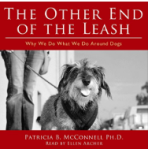 THE OTHER END
OF THE LEASH
Why We Do What We Do Around Dogs
PATRICIA B. MCCONNELL PH.D.
READ BY ELLEN ARCHER